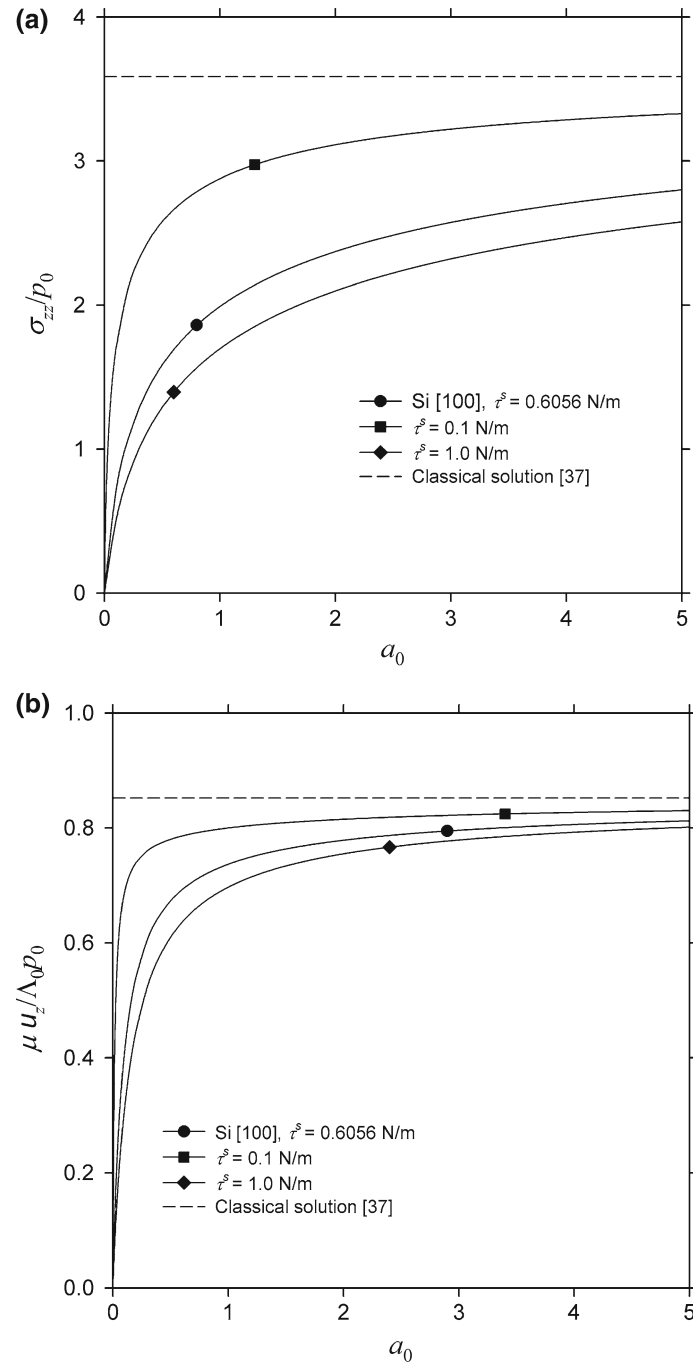 (a)
4
3
2
1
0
σzz/p0
Si [100], τs = 0.6056 N/m
τs = 0.1 N/m
τs = 1.0 N/m
Classical solution [37]
0 1 2 3 4 5
a0
(b)
1.0
0.8
0.6
0.4
0.2
0.0
μ uz/Λ0p0
Si [100], τs = 0.6056 N/m
τs = 0.1 N/m
τs = 1.0 N/m
Classical solution [37]
0 1 2 3 4 5
a0